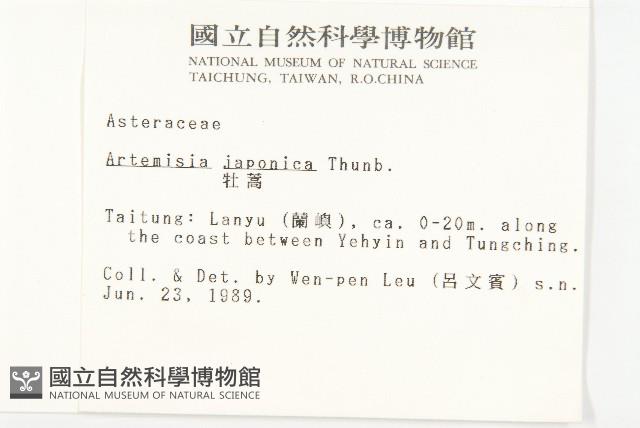 國立自然科學博物館
NATIONAL MUSEUM OF NATURAL SCIENCE
TAICHUNG, TAIWAN, R.O.CHINA
Asteraceae
Artemisia japonica Thunb.
牡蒿
Taitung: Lanyu (蘭嶼), ca. 0-20m. along
the coast between Yehyin and Tungching.
Coll. & Det. by Wen-pen Leu (呂文賓) s.n.
Jun. 23, 1989.
國立自然科學博物館
NATIONAL MUSEUM OF NATURAL SCIENCE